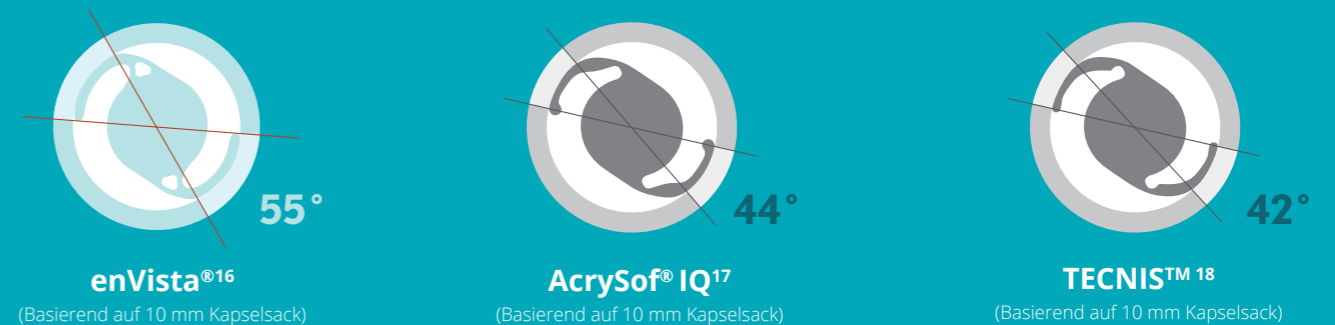 55°
44°
42°
enVista®16
AcrySof® IQ17
TECNIS™ 18
(Basierend auf 10 mm Kapselsack)
(Basierend auf 10 mm Kapselsack)
(Basierend auf 10 mm Kapselsack)